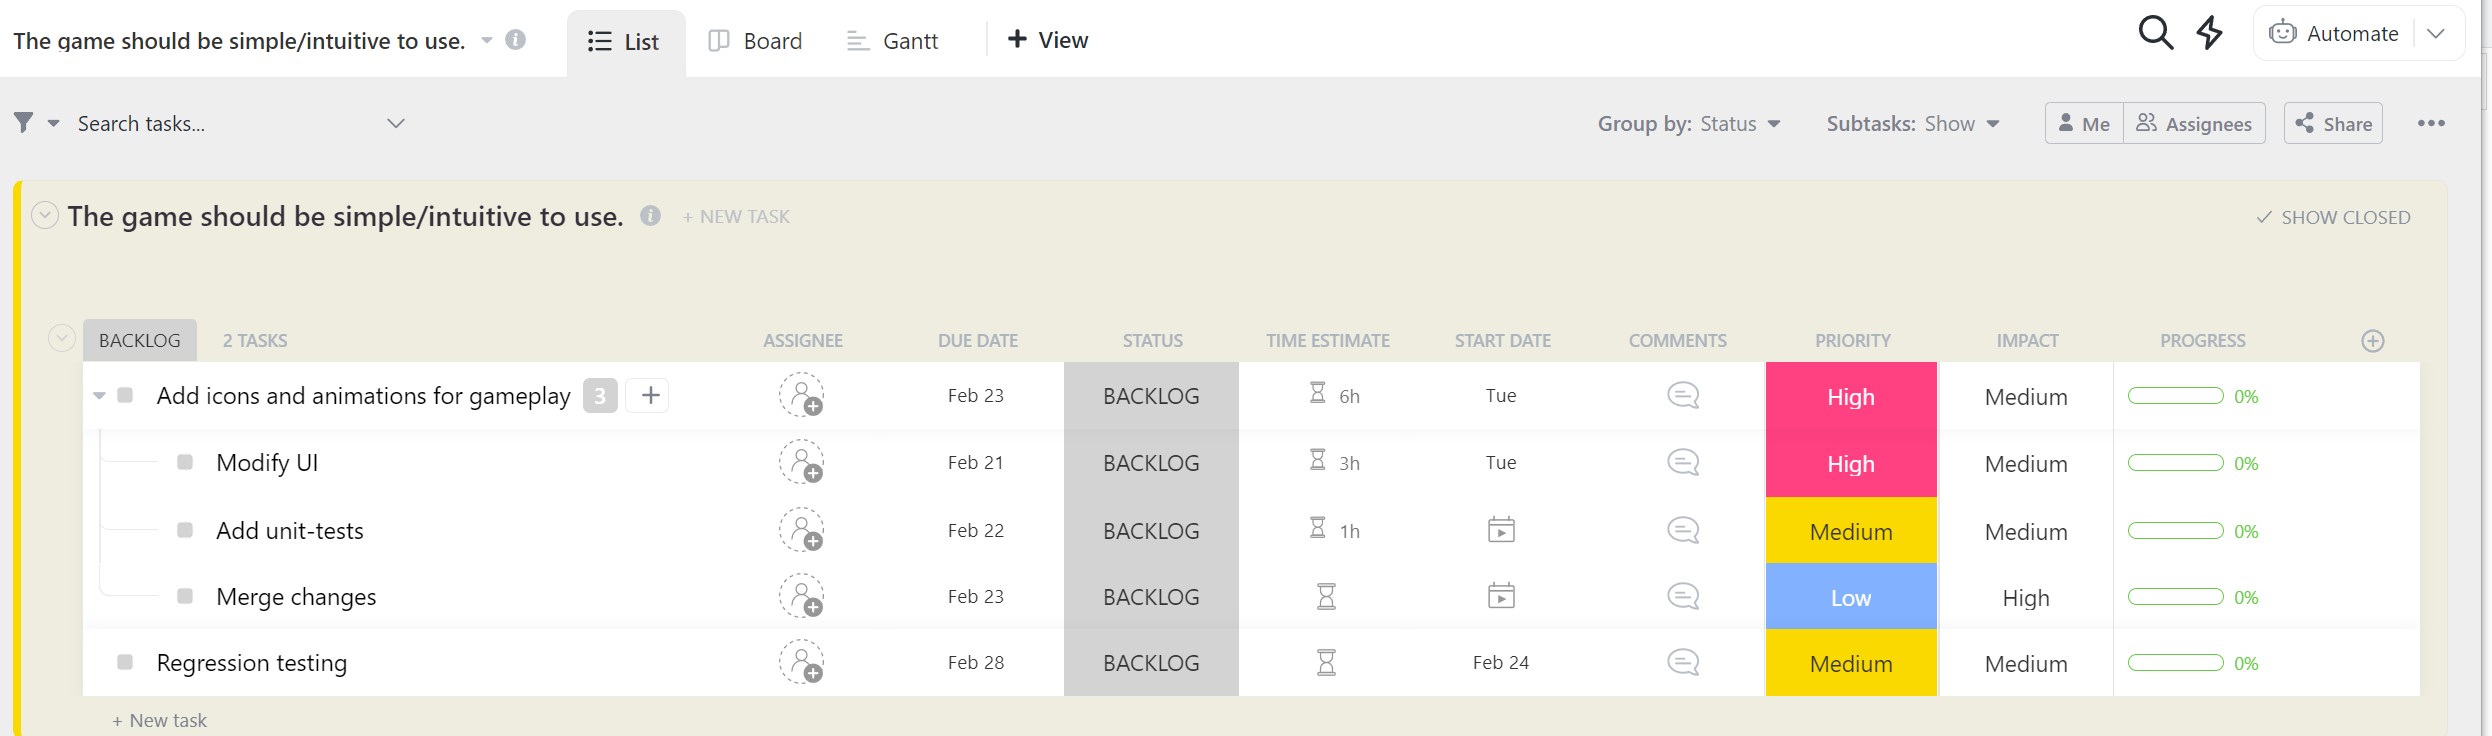 The game should be simple/intuitive to use. List Board Gantt + View Automate
Search tasks... Group by: Status Subtasks: Show Me Assignees Share
The game should be simple/intuitive to use. + NEW TASK SHOW CLOSED
BACKLOG 2 TASKS ASSIGNEE DUE DATE STATUS TIME ESTIMATE START DATE COMMENTS PRIORITY IMPACT PROGRESS
Add icons and animations for gameplay 3 + Feb 23 BACKLOG 6h Tue High Medium 0%
Modify UI Feb 21 BACKLOG 3h Tue High Medium 0%
Add unit-tests Feb 22 BACKLOG 1h Medium Medium 0%
Merge changes Feb 23 BACKLOG Low High 0%
Regression testing Feb 28 BACKLOG Feb 24 Medium Medium 0%
+ New task